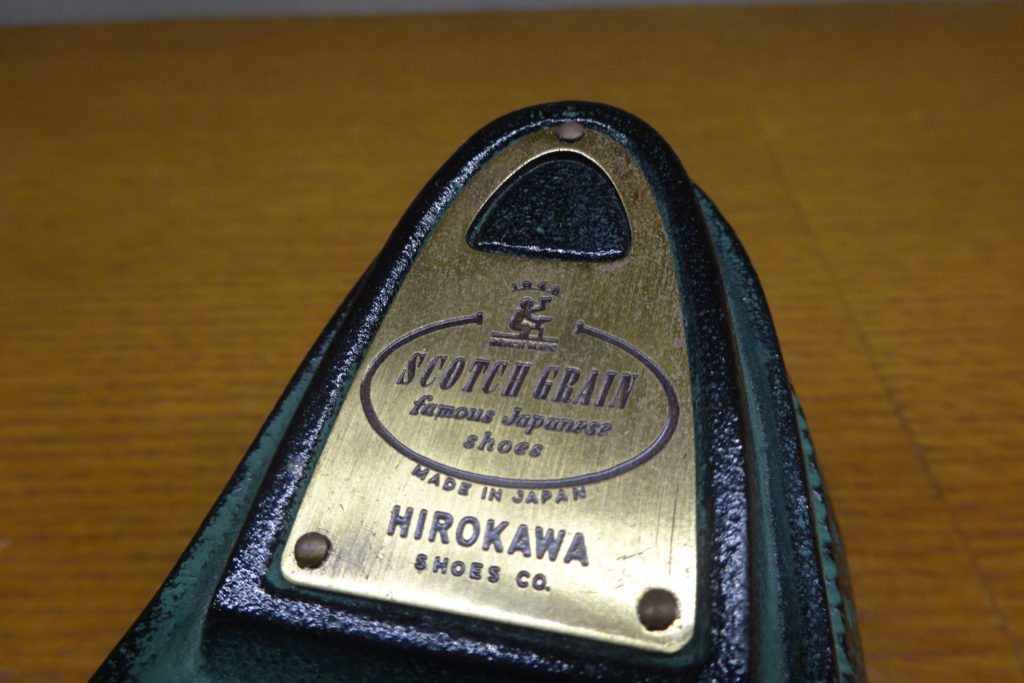 SCOTCH GRAIN
famous Japanese
shoes
MADE IN JAPAN
HIROKAWA
SHOES CO.